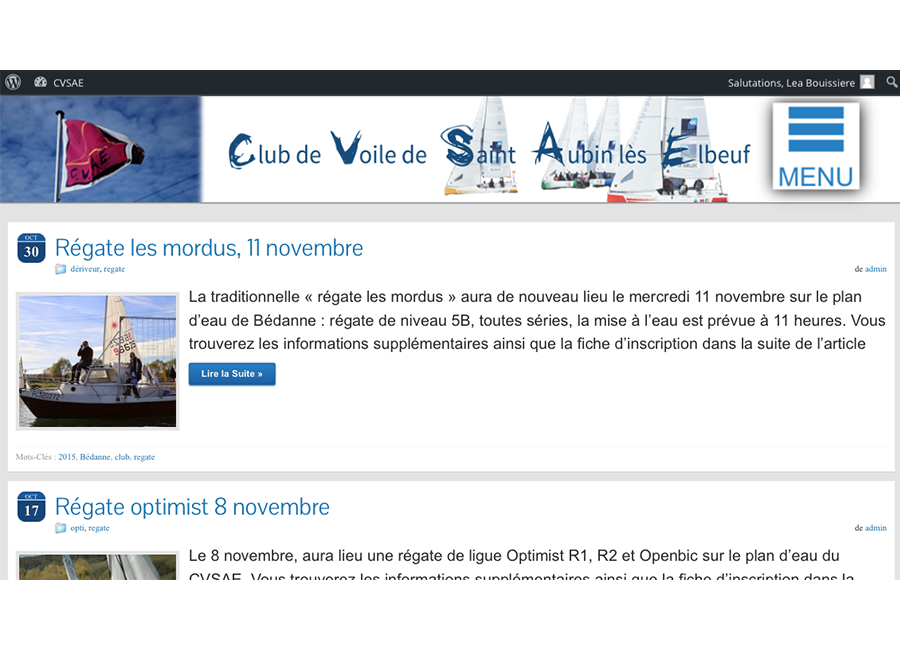 CVSAE
Salutations, Lea Bouissiere
CVSAE
Club de Voile de Saint Aubin lès Elbeuf
MENU
OCT
30
Régate les mordus, 11 novembre
dériveur, regate
de admin
La traditionnelle « régate les mordus » aura de nouveau lieu le mercredi 11 novembre sur le plan
d’eau de Bédanne : régate de niveau 5B, toutes séries, la mise à l’eau est prévue à 11 heures. Vous
trouverez les informations supplémentaires ainsi que la fiche d’inscription dans la suite de l’article
Lire la Suite »
Mots-Clés : 2015, Bédanne, club, regate
OCT
17
Régate optimist 8 novembre
opti, regate
de admin
Le 8 novembre, aura lieu une régate de ligue Optimist R1, R2 et Openbic sur le plan d’eau du
CVSAE. Vous trouverez les informations supplémentaires ainsi que la fiche d’inscription dans la